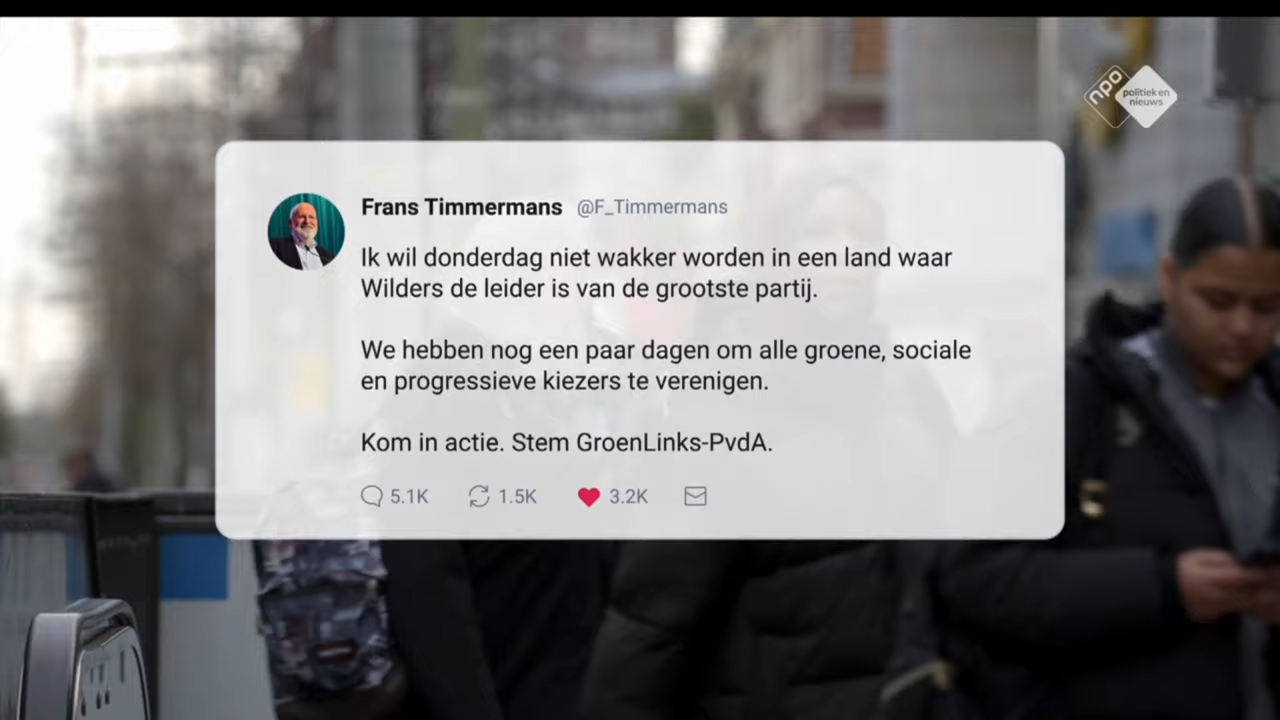 npo
politiek en
nieuws
Frans Timmermans @F_Timmermans
Ik wil donderdag niet wakker worden in een land waar
Wilders de leider is van de grootste partij.
We hebben nog een paar dagen om alle groene, sociale
en progressieve kiezers te verenigen.
Kom in actie. Stem GroenLinks-PvdA.
5.1K 1.5K 3.2K